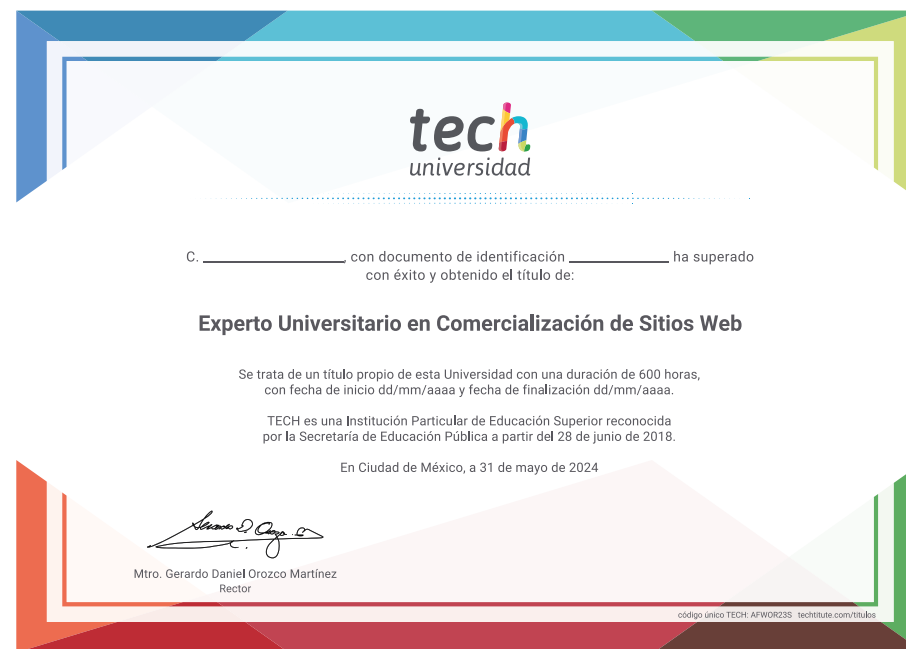 tech
universidad
C. ____________________, con documento de identificación ______________ ha superado
con éxito y obtenido el título de:
Experto Universitario en Comercialización de Sitios Web
Se trata de un título propio de esta Universidad con una duración de 600 horas,
con fecha de inicio dd/mm/aaaa y fecha de finalización dd/mm/aaaa.
TECH es una Institución Particular de Educación Superior reconocida
por la Secretaría de Educación Pública a partir del 28 de junio de 2018.
En Ciudad de México, a 31 de mayo de 2024
Mtro. Gerardo Daniel Orozco Martínez
Rector
código único TECH: AFWOR23S techtitute.com/titulos